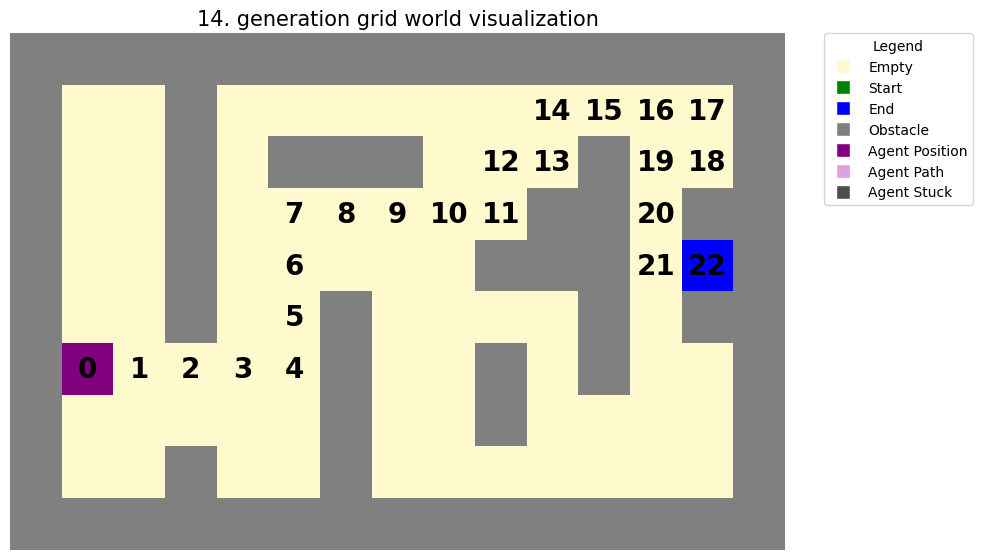 14. generation grid world visualization
Legend
Empty
Start
End
Obstacle
Agent Position
Agent Path
Agent Stuck
14 15 16 17
12 13 19 18
7 8 9 10 11 20
6 21 22
5
0 1 2 3 4